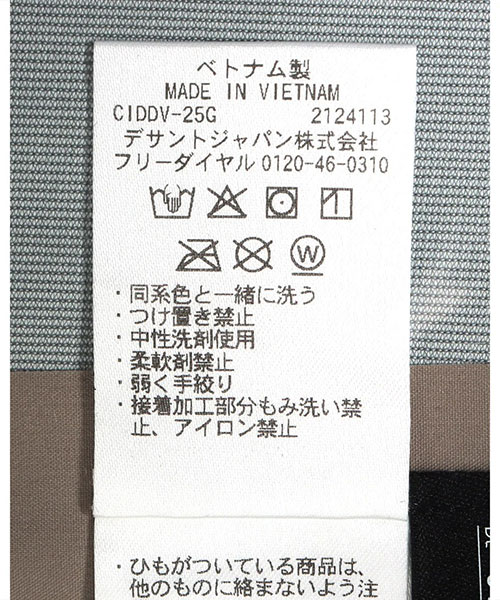 ベトナム製
MADE IN VIETNAM
CIDDV-25G 2124113
デサントジャパン株式会社
フリーダイヤル 0120-46-0310
W
・同系色と一緒に洗う
・つけ置き禁止
・中性洗剤使用
・柔軟剤禁止
・弱く手絞り
・接着加工部分もみ洗い禁
止、アイロン禁止
・ひもがついている商品は、
他のものに絡まないよう注